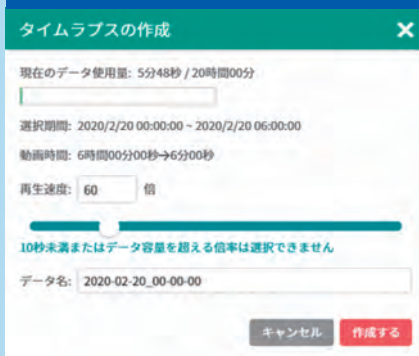 タイムラプスの作成
現在のデータ使用量: 5分48秒 / 20時間00分
選択期間: 2020/2/20 00:00:00 ~ 2020/2/20 06:00:00
動画時間: 6時間00分00秒→6分00秒
再生速度: 60 倍
10秒未満またはデータ容量を超える倍率は選択できません
データ名: 2020-02-20_00-00-00
キャンセル 作成する